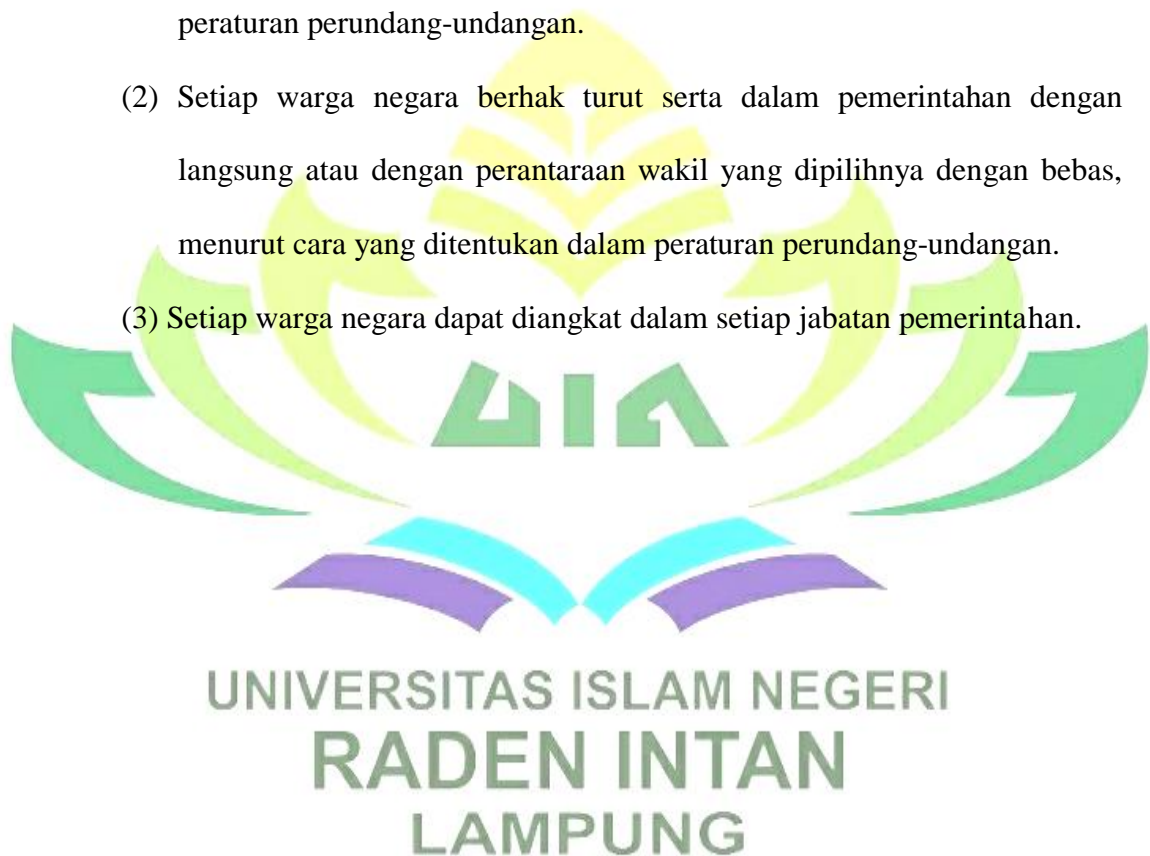 peraturan perundang-undangan.
(2) Setiap warga negara berhak turut serta dalam pemerintahan dengan
langsung atau dengan perantaraan wakil yang dipilihnya dengan bebas,
menurut cara yang ditentukan dalam peraturan perundang-undangan.
(3) Setiap warga negara dapat diangkat dalam setiap jabatan pemerintahan.
UIN
UNIVERSITAS ISLAM NEGERI
RADEN INTAN
LAMPUNG